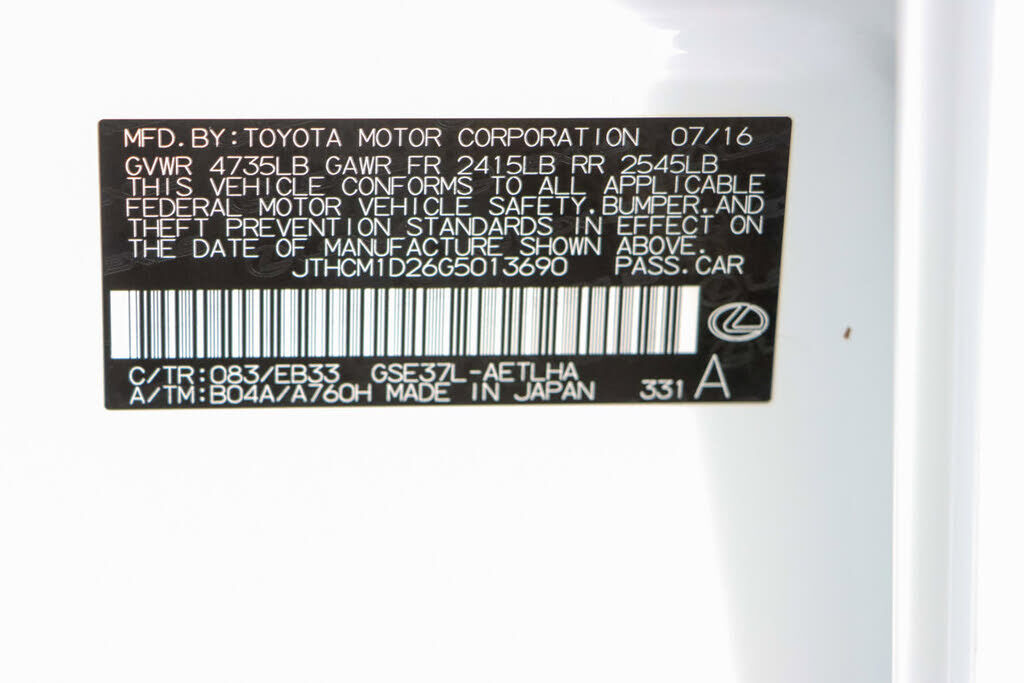 MFD.BY:TOYOTA MOTOR CORPORATION 07/16
GVWR 4735LB GAWR FR 2415LB RR 2545LB
THIS VEHICLE CONFORMS TO ALL APPLICABLE
FEDERAL MOTOR VEHICLE SAFETY,BUMPER,AND
THEFT PREVENTION STANDARDS IN EFFECT ON
THE DATE OF MANUFACTURE SHOWN ABOVE.
JTHCM1D26G5013690 PASS.CAR
C/TR:083/EB33 GSE37L-AETLHA
A/TM:B04A/A760H MADE IN JAPAN 331 A